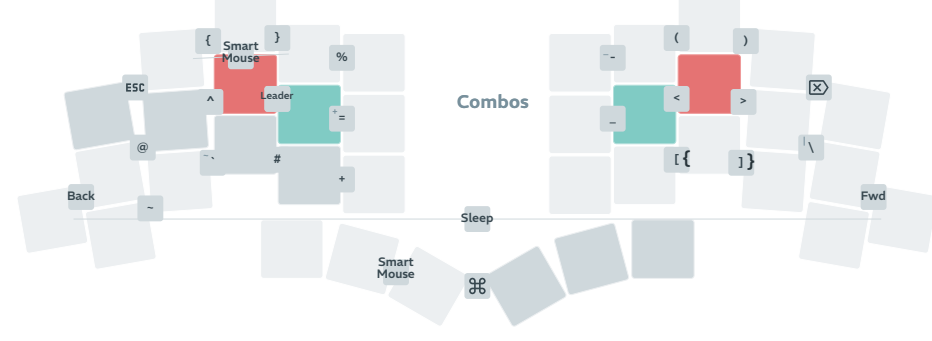 {
}
(
)
Smart
Mouse
%
-
ESC
^
Leader
+
=
Combos
_
<
>
@
`
#
[ {
] }
| \
+
Back
~
Sleep
Fwd
Smart
Mouse
⌘